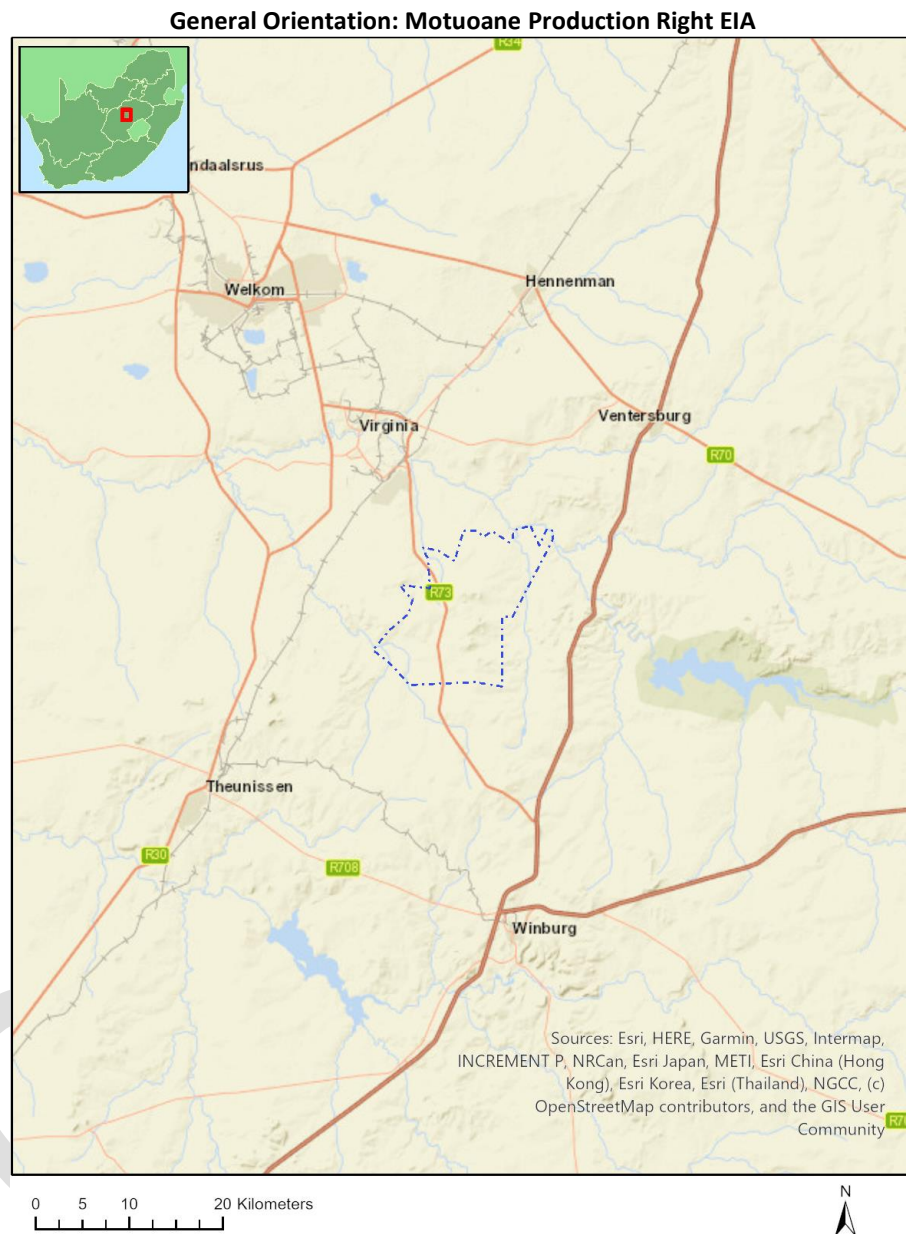 General Orientation: Motuoane Production Right EIA
R34
ndaalsrus
Welkom
Hennenman
Virginia
Ventersburg
R70
R73
Theunissen
R30
R708
Winburg
Sources: Esri, HERE, Garmin, USGS, Intermap,
INCREMENT P, NRCan, Esri Japan, METI, Esri China (Hong
Kong), Esri Korea, Esri (Thailand), NGCC, (c)
OpenStreetMap contributors, and the GIS User
Community
0 5 10 20 Kilometers
N